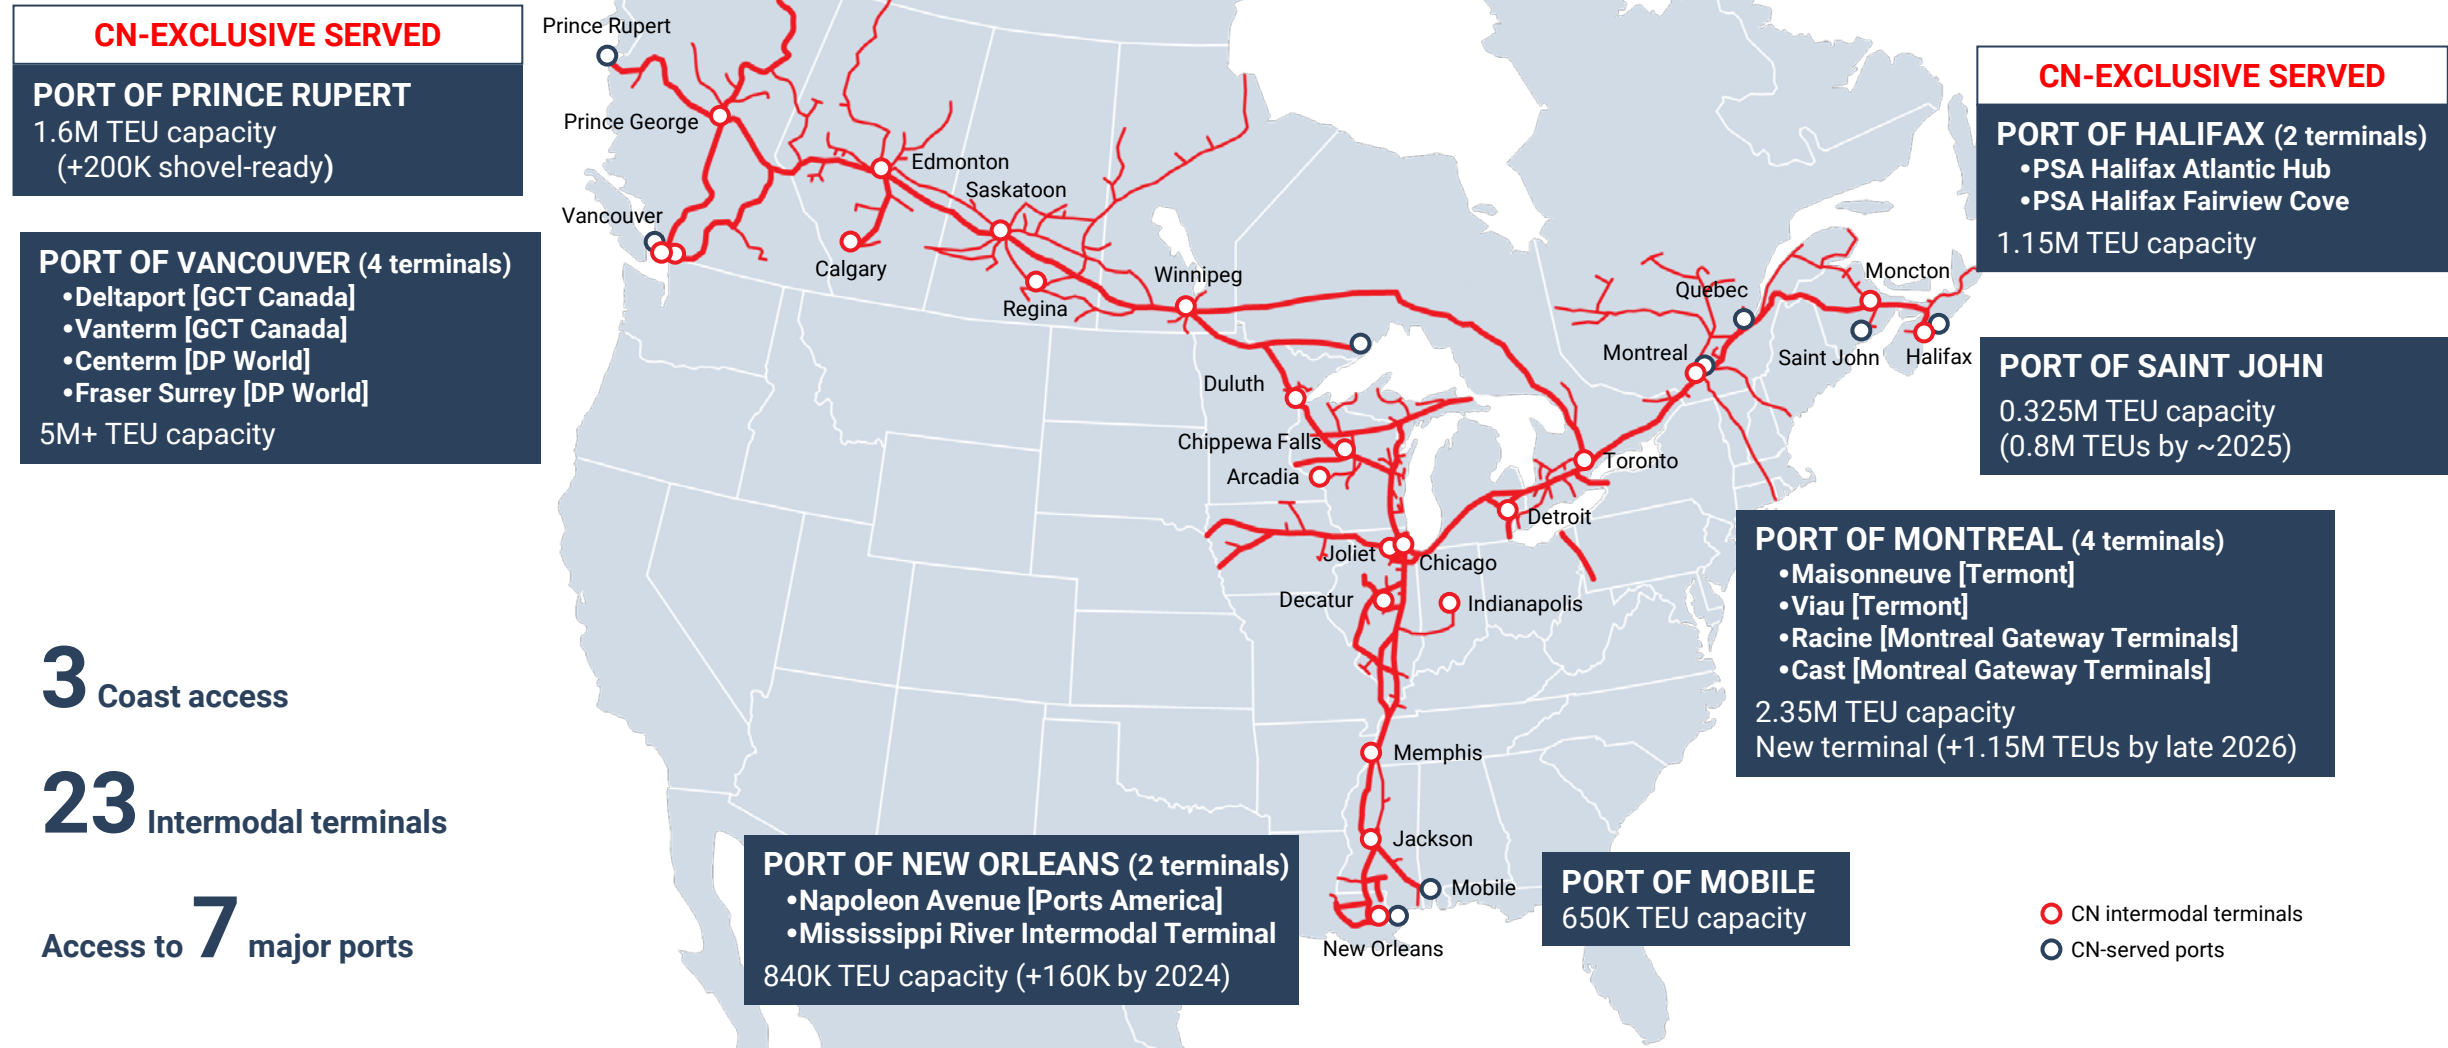 CN-EXCLUSIVE SERVED
PORT OF PRINCE RUPERT
1.6M TEU capacity
(+200K shovel-ready)
PORT OF VANCOUVER (4 terminals)
•Deltaport [GCT Canada]
•Vanterm [GCT Canada]
•Centerm [DP World]
•Fraser Surrey [DP World]
5M+ TEU capacity
3 Coast access
23 Intermodal terminals
Access to 7 major ports
Prince Rupert
Prince George
Vancouver
Edmonton
Saskatoon
Calgary
Regina
Winnipeg
Duluth
Chippewa Falls
Arcadia
Joliet
Chicago
Decatur
Indianapolis
Detroit
Toronto
Montreal
Quebec
Moncton
Saint John
Halifax
Memphis
Jackson
Mobile
New Orleans
CN-EXCLUSIVE SERVED
PORT OF HALIFAX (2 terminals)
•PSA Halifax Atlantic Hub
•PSA Halifax Fairview Cove
1.15M TEU capacity
PORT OF SAINT JOHN
0.325M TEU capacity
(0.8M TEUs by ~2025)
PORT OF MONTREAL (4 terminals)
•Maisonneuve [Termont]
•Viau [Termont]
•Racine [Montreal Gateway Terminals]
•Cast [Montreal Gateway Terminals]
2.35M TEU capacity
New terminal (+1.15M TEUs by late 2026)
PORT OF NEW ORLEANS (2 terminals)
•Napoleon Avenue [Ports America]
•Mississippi River Intermodal Terminal
840K TEU capacity (+160K by 2024)
PORT OF MOBILE
650K TEU capacity
CN intermodal terminals
CN-served ports